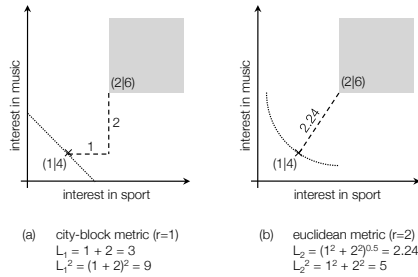 interest in music
(2|6)
2
1
(1|4)
interest in sport
(a) city-block metric (r=1)
L₁ = 1 + 2 = 3
L₁² = (1 + 2)² = 9
interest in music
(2|6)
2.24
(1|4)
interest in sport
(b) euclidean metric (r=2)
L₂ = (1² + 2²)^0.5 = 2.24
L₂² = 1² + 2² = 5